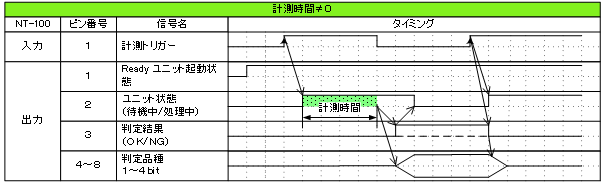 計測時間≠0
NT-100 ピン番号 信号名 タイミング
入力 1 計測トリガー
出力 1 Ready ユニット起動状
態
2 ユニット状態
(待機中/処理中)
計測時間
3 判定結果
(OK/NG)
4～8 判定品種
1～4bit